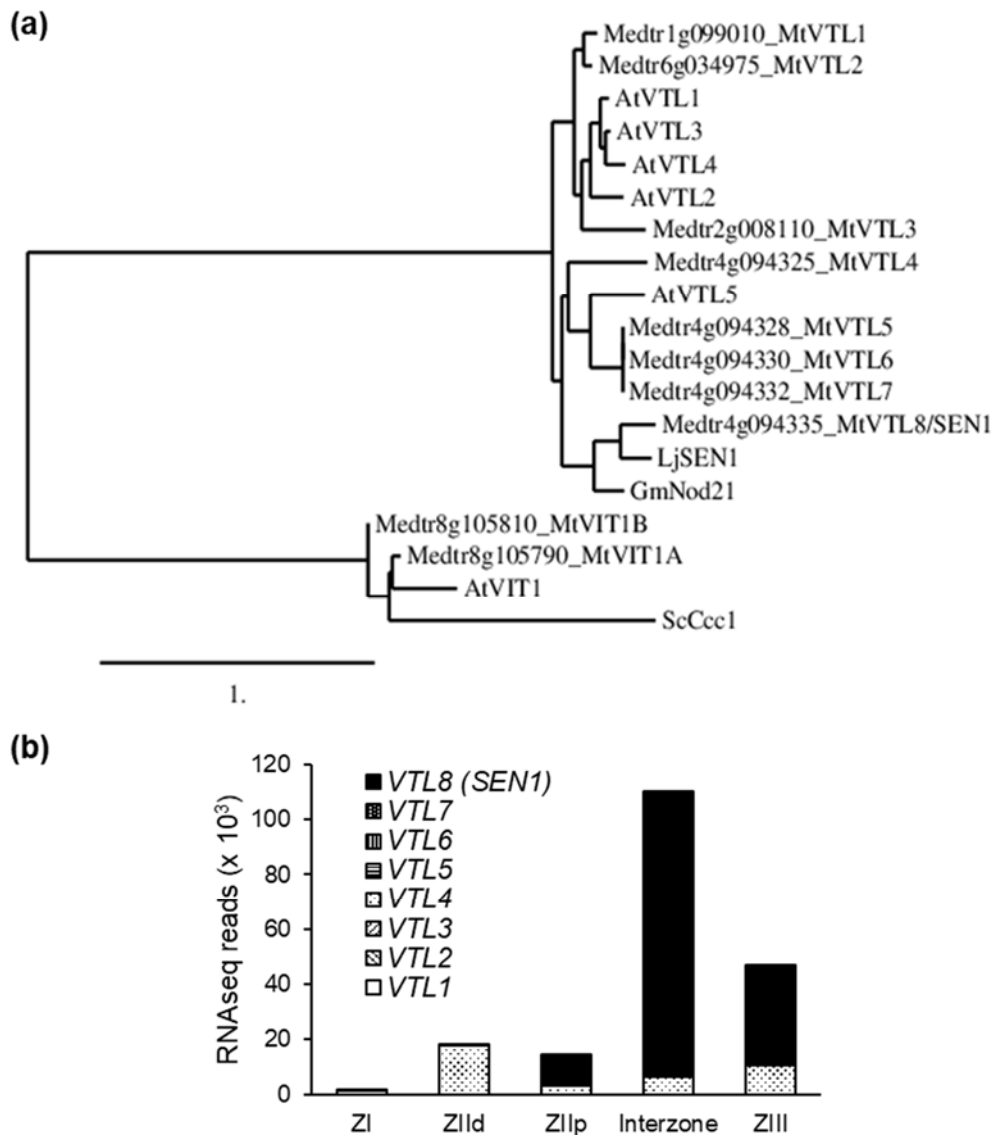 (a)
Medtr1g099010_MtVTL1
Medtr6g034975_MtVTL2
AtVTL1
AtVTL3
AtVTL4
AtVTL2
Medtr2g008110_MtVTL3
Medtr4g094325_MtVTL4
AtVTL5
Medtr4g094328_MtVTL5
Medtr4g094330_MtVTL6
Medtr4g094332_MtVTL7
Medtr4g094335_MtVTL8/SEN1
LjSEN1
GmNod21
Medtr8g105810_MtVIT1B
Medtr8g105790_MtVIT1A
AtVIT1
ScCcc1
1.
(b)
RNAseq reads (x 10³)
120
100
80
60
40
20
0
VTL8 (SEN1)
VTL7
VTL6
VTL5
VTL4
VTL3
VTL2
VTL1
ZI ZIId ZIIp Interzone ZIII